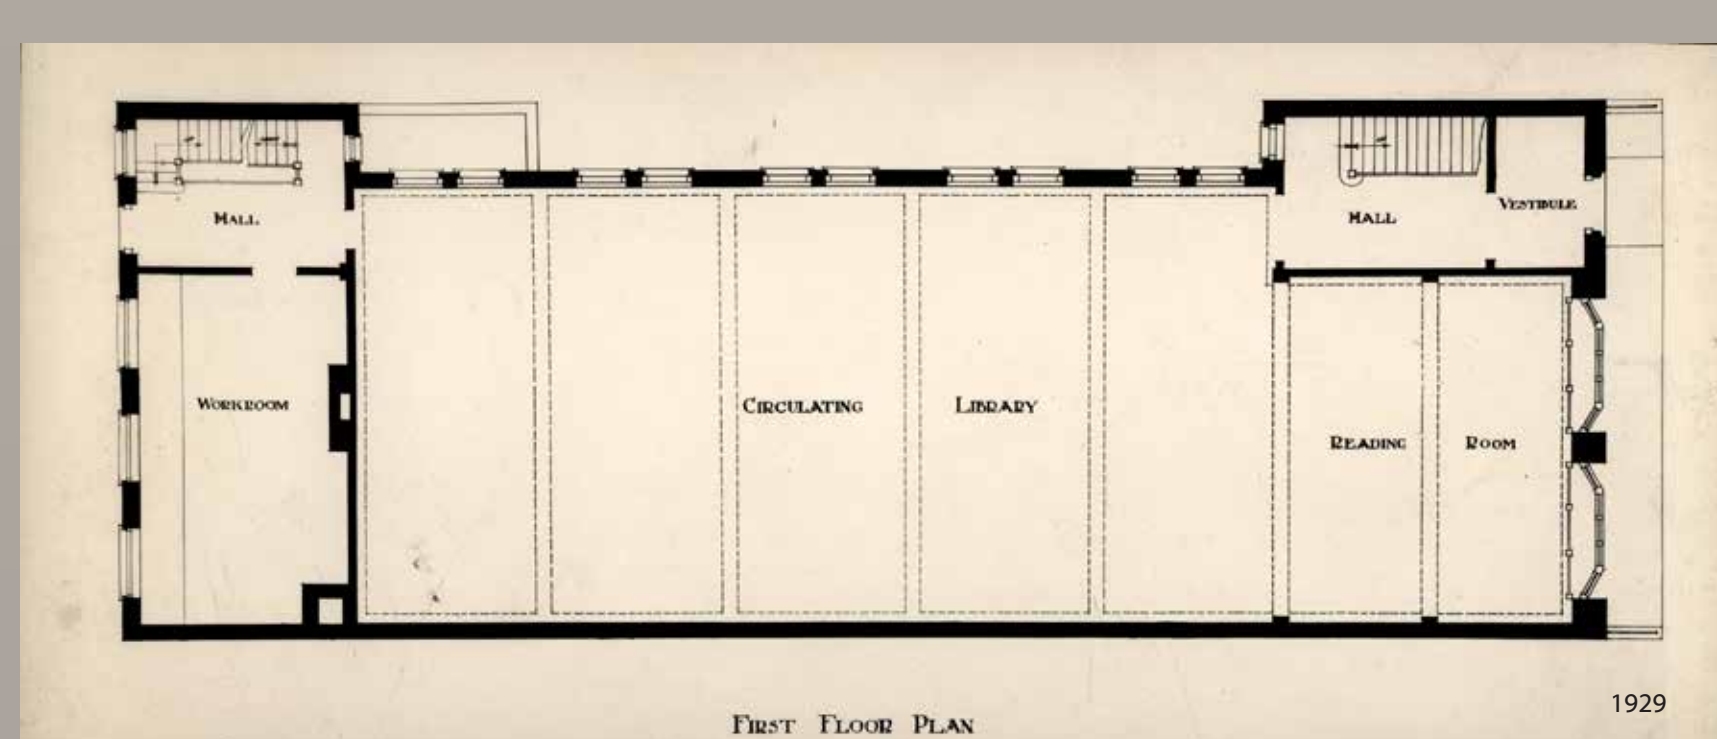 HALL
HALL
VESTIBULE
WORKROOM
CIRCULATING LIBRARY
READING ROOM
1929
FIRST FLOOR PLAN